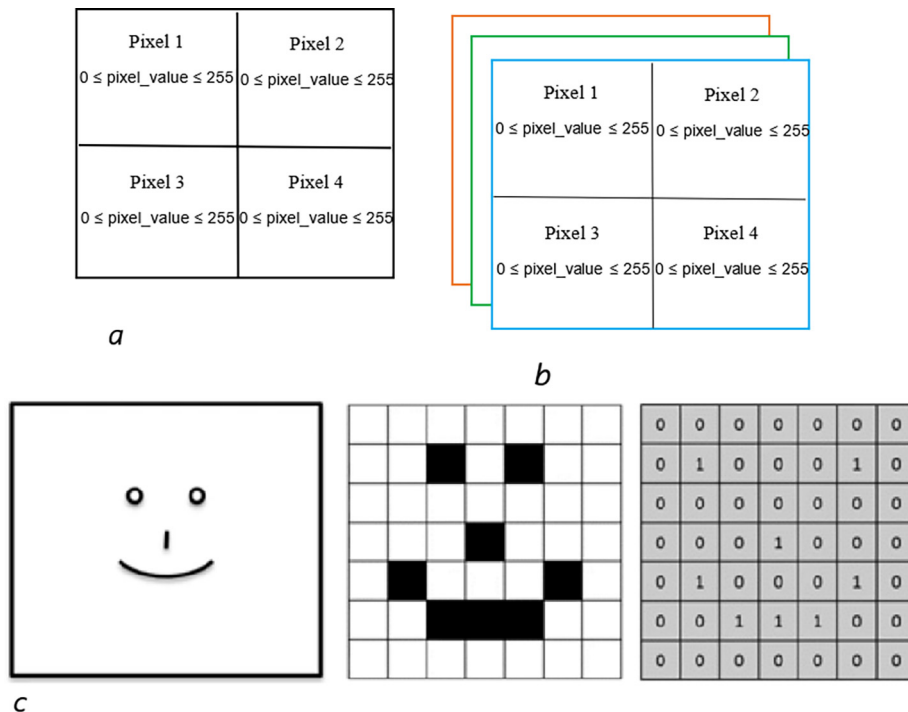 Pixel 1 Pixel 2
0 ≤ pixel_value ≤ 255 0 ≤ pixel_value ≤ 255
Pixel 3 Pixel 4
0 ≤ pixel_value ≤ 255 0 ≤ pixel_value ≤ 255
a
Pixel 1 Pixel 2
0 ≤ pixel_value ≤ 255 0 ≤ pixel_value ≤ 255
Pixel 3 Pixel 4
0 ≤ pixel_value ≤ 255 0 ≤ pixel_value ≤ 255
b
0 0 0 0 0 0 0
0 1 0 0 0 1 0
0 0 0 0 0 0 0
0 0 0 1 0 0 0
0 1 0 0 0 1 0
0 0 1 1 1 0 0
0 0 0 0 0 0 0
c